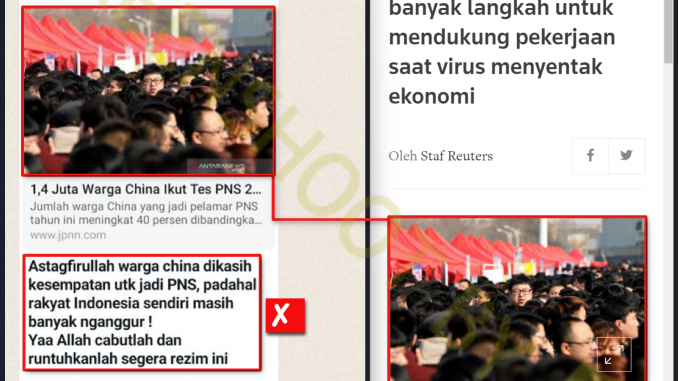 ANTARANEWS
1,4 Juta Warga China Ikut Tes PNS 2...
Jumlah warga China yang jadi pelamar PNS
tahun ini meningkat 40 persen dibandingka...
www.jpnn.com
Astagfirullah warga china dikasih
kesempatan utk jadi PNS, padahal
rakyat Indonesia sendiri masih
banyak nganggur !
Yaa Allah cabutlah dan
runtuhkanlah segera rezim ini
X
banyak langkah untuk
mendukung pekerjaan
saat virus menyentak
ekonomi
Oleh Staf Reuters